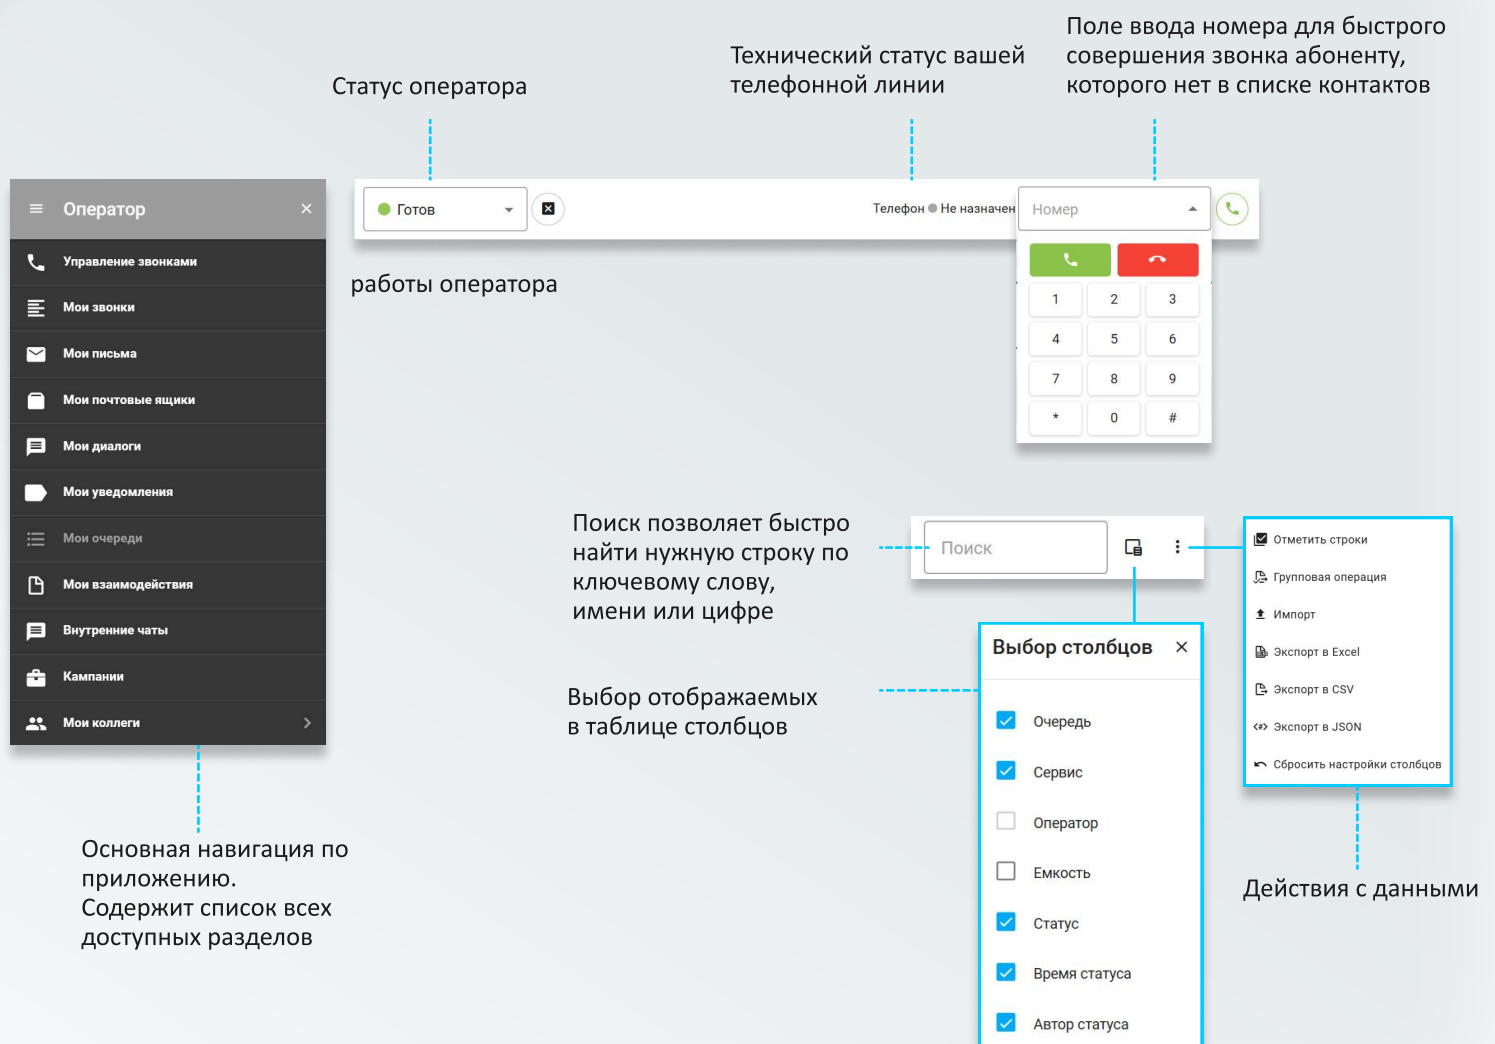 Поле ввода номера для быстрого
совершения звонка абоненту,
которого нет в списке контактов
Технический статус вашей
телефонной линии
Статус оператора
Оператор
Готов
Телефон
Не назначен
Номер
работы оператора
1 2 3
4 5 6
7 8 9
* 0 #
Управление звонками
Мои звонки
Мои письма
Мои почтовые ящики
Мои диалоги
Мои уведомления
Мои очереди
Мои взаимодействия
Внутренние чаты
Кампании
Мои коллеги
Основная навигация по
приложению.
Содержит список всех
доступных разделов
Поиск позволяет быстро
найти нужную строку по
ключевому слову,
имени или цифре
Поиск
Выбор отображаемых
в таблице столбцов
Выбор столбцов
Очередь
Сервис
Оператор
Емкость
Статус
Время статуса
Автор статуса
Отметить строки
Групповая операция
Импорт
Экспорт в Excel
Экспорт в CSV
Экспорт в JSON
Сбросить настройки столбцов
Действия с данными